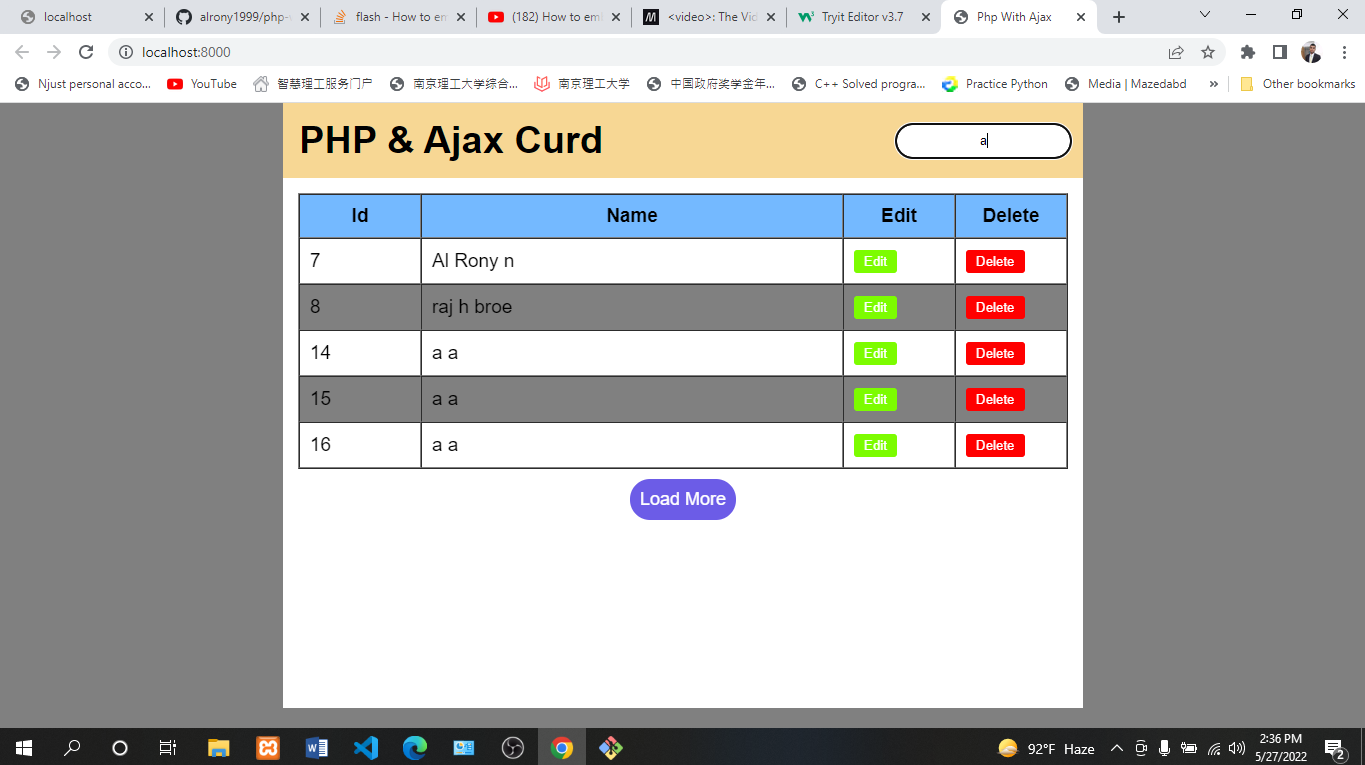 localhost
alrony1999/php-
flash - How to em
(182) How to eml
<video>: The Vid
Tryit Editor v3.7
Php With Ajax
localhost:8000
Njust personal acco...
YouTube
智慧理工服务门户
南京理工大学综合...
南京理工大学
中国政府奖学金年...
C++ Solved progra...
Practice Python
Media | Mazedabd
»
Other bookmarks
PHP & Ajax Curd
a
Id Name Edit Delete
7 Al Rony n Edit Delete
8 raj h broe Edit Delete
14 a a Edit Delete
15 a a Edit Delete
16 a a Edit Delete
Load More
92°F Haze
2:36 PM
5/27/2022
2